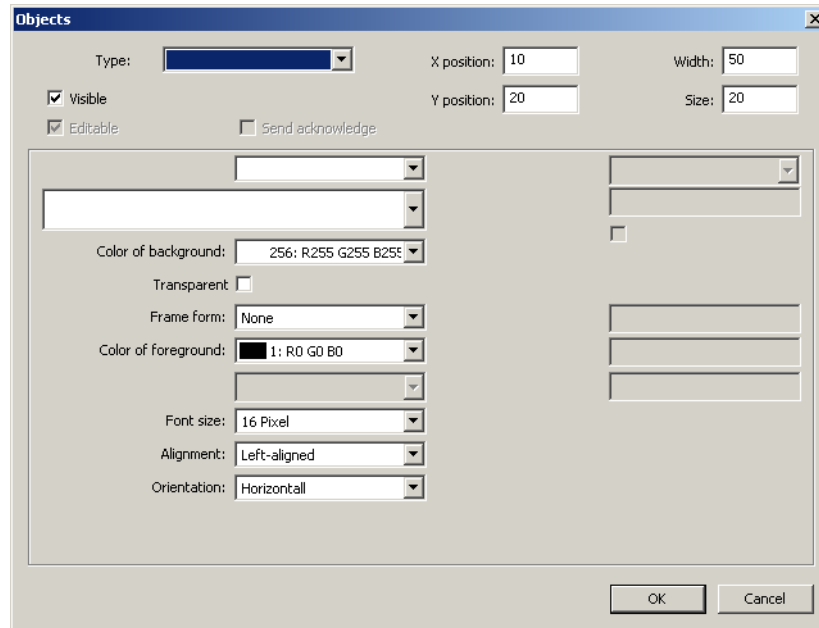 Objects
Type: X position: 10 Width: 50
Visible Y position: 20 Size: 20
Editable Send acknowledge
Color of background: 256: R255 G255 B255
Transparent
Frame form: None
Color of foreground: 1: R0 G0 B0
Font size: 16 Pixel
Alignment: Left-aligned
Orientation: Horizontall
OK Cancel